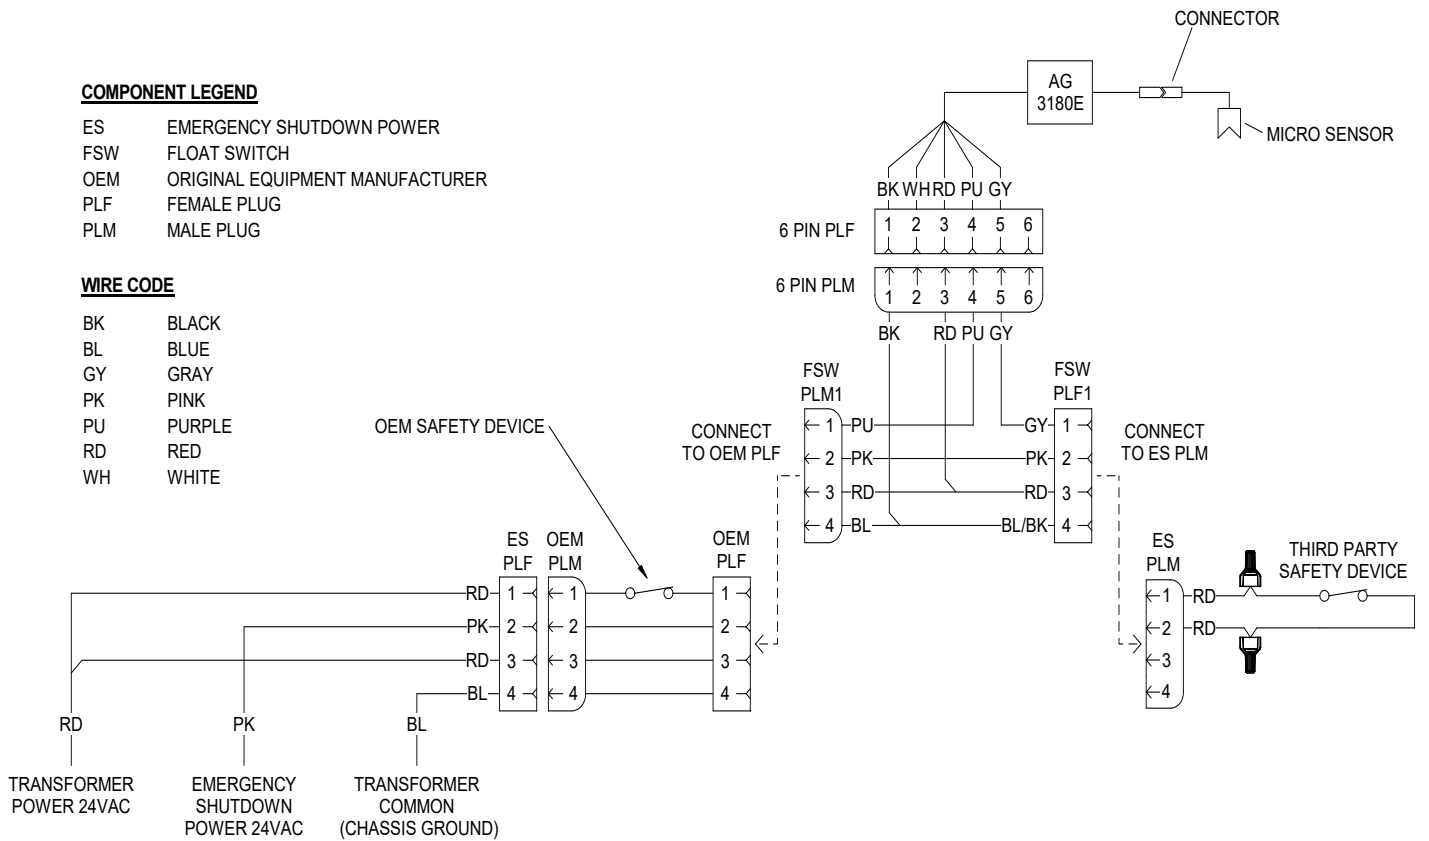 CONNECTOR
AG
3180E
MICRO SENSOR
COMPONENT LEGEND
ES EMERGENCY SHUTDOWN POWER
FSW FLOAT SWITCH
OEM ORIGINAL EQUIPMENT MANUFACTURER
PLF FEMALE PLUG
PLM MALE PLUG
WIRE CODE
BK BLACK
BL BLUE
GY GRAY
PK PINK
PU PURPLE
RD RED
WH WHITE
BK WH RD PU GY
6 PIN PLF
1 2 3 4 5 6
6 PIN PLM
1 2 3 4 5 6
BK RD PU GY
FSW
PLM1
FSW
PLF1
CONNECT
TO OEM PLF
1 PU
2 PK
3 RD
4 BL
GY 1
PK 2
RD 3
BL/BK 4
CONNECT
TO ES PLM
OEM SAFETY DEVICE
ES
PLF
OEM
PLM
OEM
PLF
RD 1 1 1
PK 2 2 2
RD 3 3 3
BL 4 4 4
ES
PLM
THIRD PARTY
SAFETY DEVICE
1 RD
2 RD
3
4
RD
PK
BL
TRANSFORMER
POWER 24VAC
EMERGENCY
SHUTDOWN
POWER 24VAC
TRANSFORMER
COMMON
(CHASSIS GROUND)